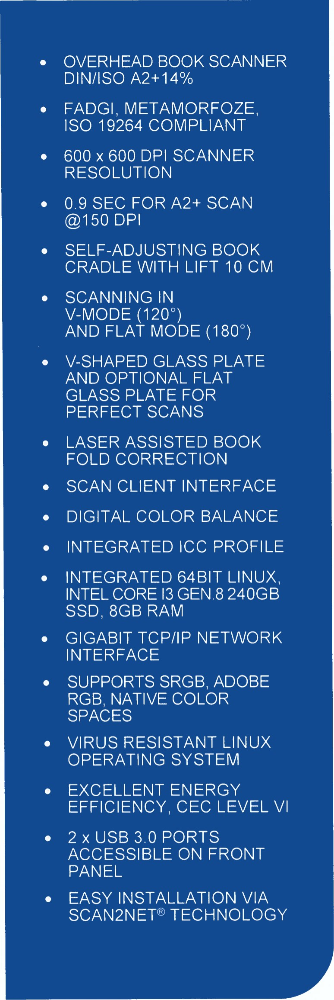 • OVERHEAD BOOK SCANNER
DIN/ISO A2+14%
• FADGI, METAMORFOZE,
ISO 19264 COMPLIANT
• 600 x 600 DPI SCANNER
RESOLUTION
• 0.9 SEC FOR A2+ SCAN
@150 DPI
• SELF-ADJUSTING BOOK
CRADLE WITH LIFT 10 CM
• SCANNING IN
V-MODE (120°)
AND FLAT MODE (180°)
• V-SHAPED GLASS PLATE
AND OPTIONAL FLAT
GLASS PLATE FOR
PERFECT SCANS
• LASER ASSISTED BOOK
FOLD CORRECTION
• SCAN CLIENT INTERFACE
• DIGITAL COLOR BALANCE
• INTEGRATED ICC PROFILE
• INTEGRATED 64BIT LINUX,
INTEL CORE I3 GEN.8 240GB
SSD, 8GB RAM
• GIGABIT TCP/IP NETWORK
INTERFACE
• SUPPORTS SRGB, ADOBE
RGB, NATIVE COLOR
SPACES
• VIRUS RESISTANT LINUX
OPERATING SYSTEM
• EXCELLENT ENERGY
EFFICIENCY, CEC LEVEL VI
• 2 x USB 3.0 PORTS
ACCESSIBLE ON FRONT
PANEL
• EASY INSTALLATION VIA
SCAN2NET® TECHNOLOGY